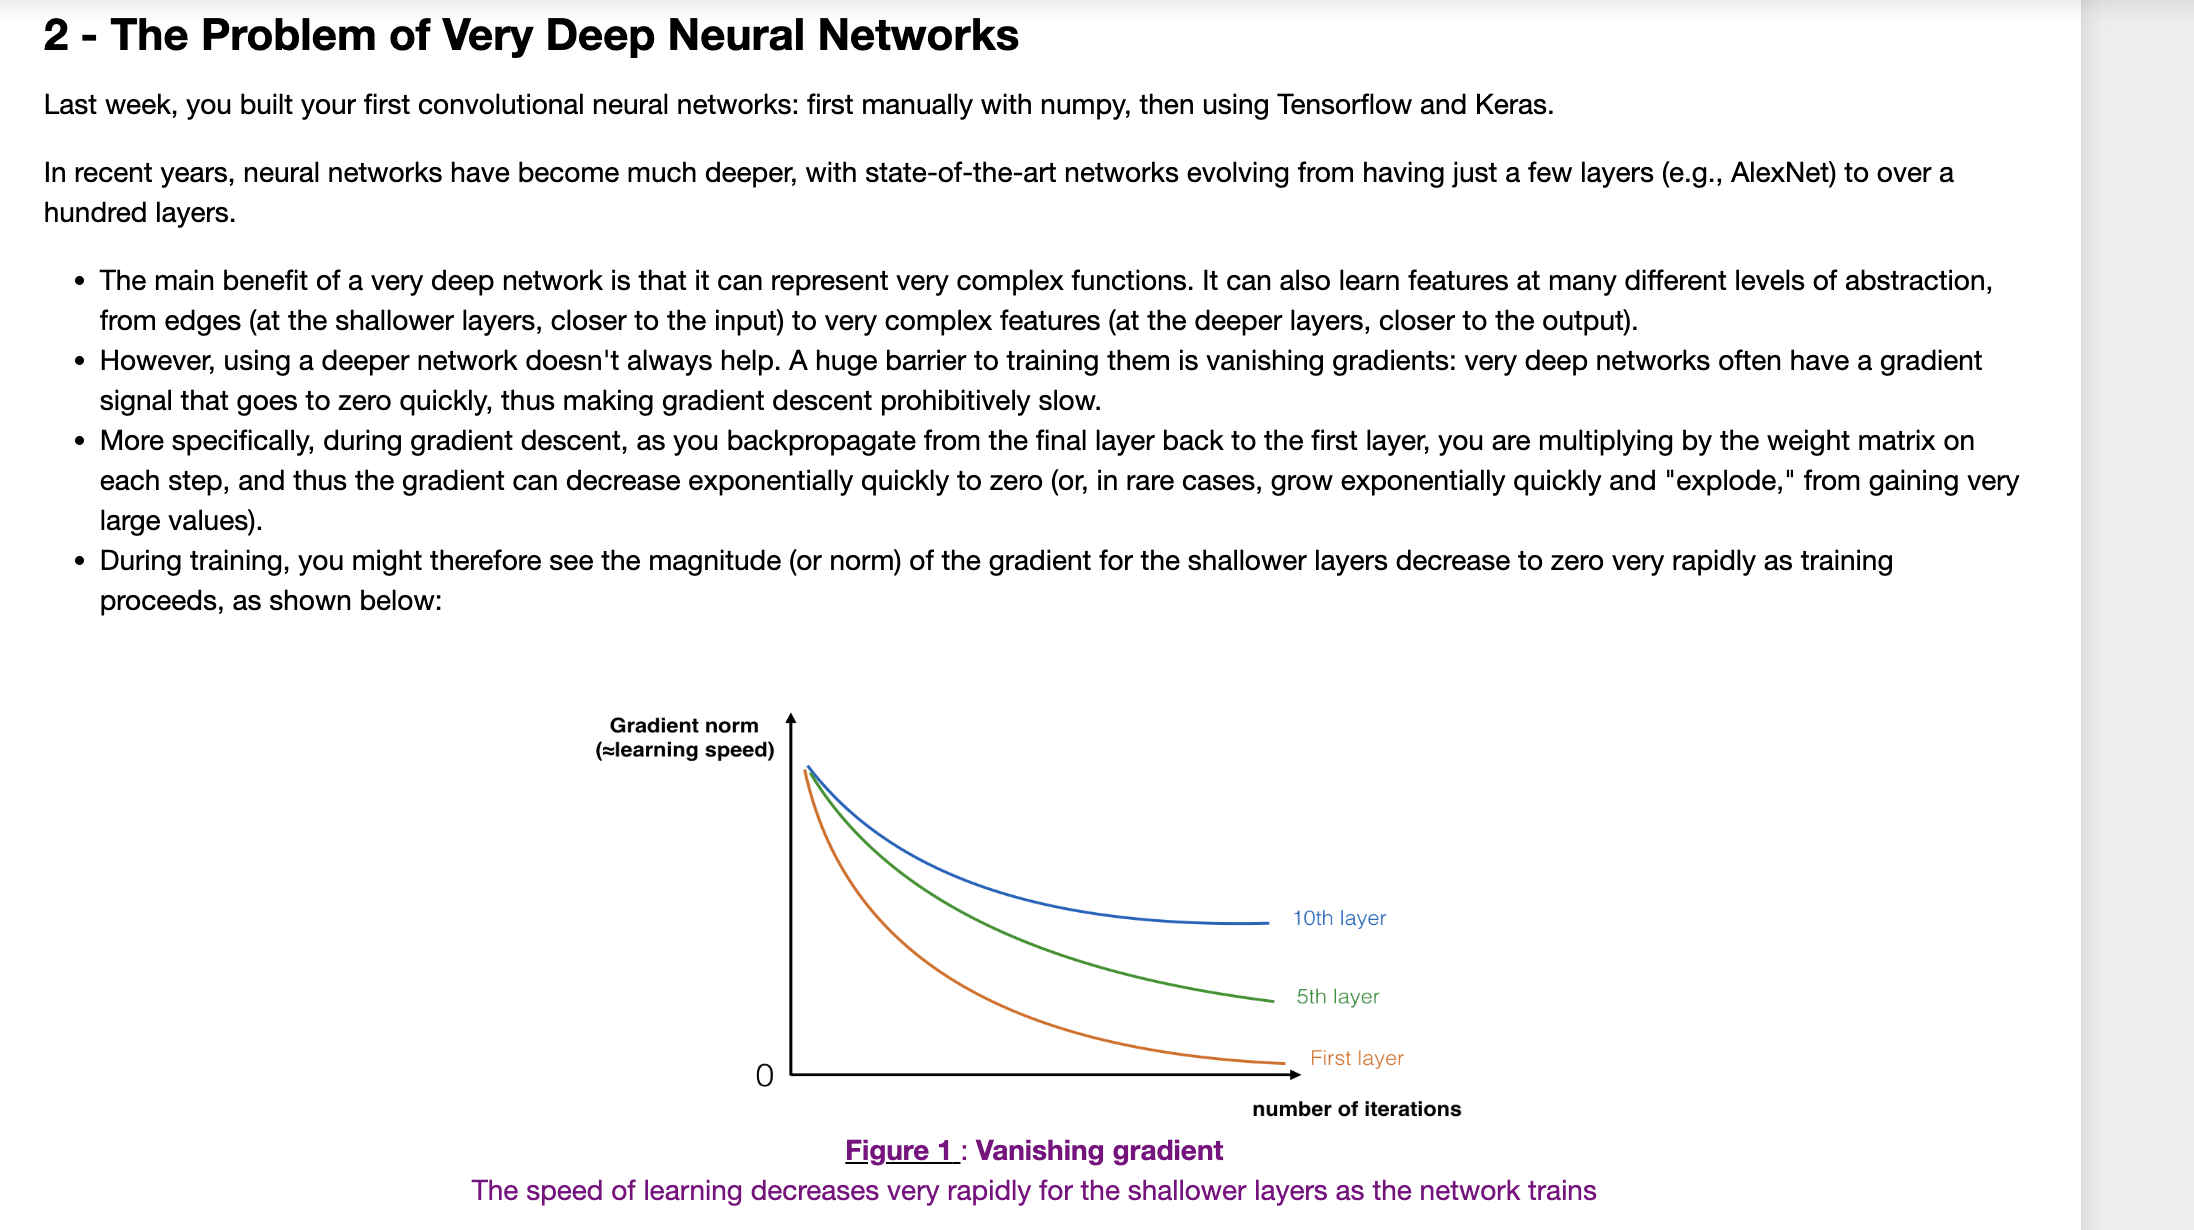 2 - The Problem of Very Deep Neural Networks
Last week, you built your first convolutional neural networks: first manually with numpy, then using Tensorflow and Keras.
In recent years, neural networks have become much deeper, with state-of-the-art networks evolving from having just a few layers (e.g., AlexNet) to over a
hundred layers.
• The main benefit of a very deep network is that it can represent very complex functions. It can also learn features at many different levels of abstraction,
from edges (at the shallower layers, closer to the input) to very complex features (at the deeper layers, closer to the output).
• However, using a deeper network doesn't always help. A huge barrier to training them is vanishing gradients: very deep networks often have a gradient
signal that goes to zero quickly, thus making gradient descent prohibitively slow.
• More specifically, during gradient descent, as you backpropagate from the final layer back to the first layer, you are multiplying by the weight matrix on
each step, and thus the gradient can decrease exponentially quickly to zero (or, in rare cases, grow exponentially quickly and "explode," from gaining very
large values).
• During training, you might therefore see the magnitude (or norm) of the gradient for the shallower layers decrease to zero very rapidly as training
proceeds, as shown below:
Gradient norm
(≈learning speed)
10th layer
5th layer
First layer
0
number of iterations
Figure 1 : Vanishing gradient
The speed of learning decreases very rapidly for the shallower layers as the network trains